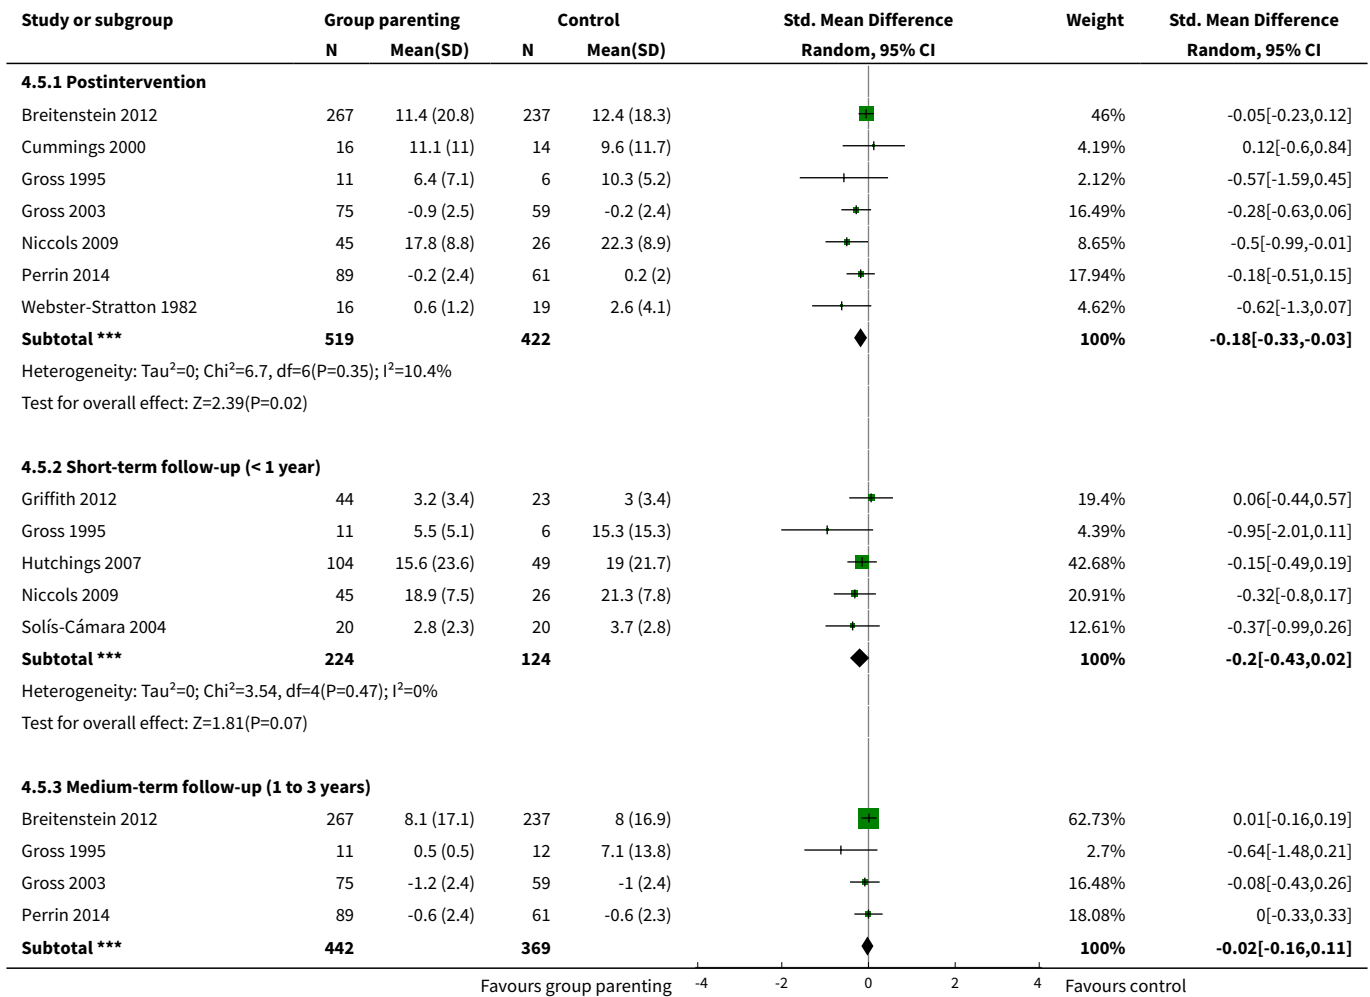 Study or subgroup Group parenting Control Std. Mean Difference Weight Std. Mean Difference
N Mean(SD) N Mean(SD) Random, 95% CI Random, 95% CI
4.5.1 Postintervention
Breitenstein 2012 267 11.4 (20.8) 237 12.4 (18.3) 46% -0.05[-0.23,0.12]
Cummings 2000 16 11.1 (11) 14 9.6 (11.7) 4.19% 0.12[-0.6,0.84]
Gross 1995 11 6.4 (7.1) 6 10.3 (5.2) 2.12% -0.57[-1.59,0.45]
Gross 2003 75 -0.9 (2.5) 59 -0.2 (2.4) 16.49% -0.28[-0.63,0.06]
Niccols 2009 45 17.8 (8.8) 26 22.3 (8.9) 8.65% -0.5[-0.99,-0.01]
Perrin 2014 89 -0.2 (2.4) 61 0.2 (2) 17.94% -0.18[-0.51,0.15]
Webster-Stratton 1982 16 0.6 (1.2) 19 2.6 (4.1) 4.62% -0.62[-1.3,0.07]
Subtotal *** 519 422 100% -0.18[-0.33,-0.03]
Heterogeneity: Tau²=0; Chi²=6.7, df=6(P=0.35); I²=10.4%
Test for overall effect: Z=2.39(P=0.02)
4.5.2 Short-term follow-up (< 1 year)
Griffith 2012 44 3.2 (3.4) 23 3 (3.4) 19.4% 0.06[-0.44,0.57]
Gross 1995 11 5.5 (5.1) 6 15.3 (15.3) 4.39% -0.95[-2.01,0.11]
Hutchings 2007 104 15.6 (23.6) 49 19 (21.7) 42.68% -0.15[-0.49,0.19]
Niccols 2009 45 18.9 (7.5) 26 21.3 (7.8) 20.91% -0.32[-0.8,0.17]
Solís-Cámara 2004 20 2.8 (2.3) 20 3.7 (2.8) 12.61% -0.37[-0.99,0.26]
Subtotal *** 224 124 100% -0.2[-0.43,0.02]
Heterogeneity: Tau²=0; Chi²=3.54, df=4(P=0.47); I²=0%
Test for overall effect: Z=1.81(P=0.07)
4.5.3 Medium-term follow-up (1 to 3 years)
Breitenstein 2012 267 8.1 (17.1) 237 8 (16.9) 62.73% 0.01[-0.16,0.19]
Gross 1995 11 0.5 (0.5) 12 7.1 (13.8) 2.7% -0.64[-1.48,0.21]
Gross 2003 75 -1.2 (2.4) 59 -1 (2.4) 16.48% -0.08[-0.43,0.26]
Perrin 2014 89 -0.6 (2.4) 61 -0.6 (2.3) 18.08% 0[-0.33,0.33]
Subtotal *** 442 369 100% -0.02[-0.16,0.11]
Favours group parenting -4 -2 0 2 4 Favours control